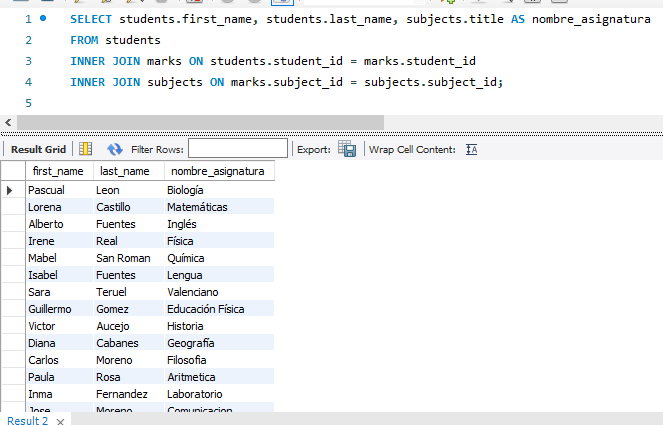 1 SELECT students.first_name, students.last_name, subjects.title AS nombre_asignatura
2 FROM students
3 INNER JOIN marks ON students.student_id = marks.student_id
4 INNER JOIN subjects ON marks.subject_id = subjects.subject_id;
5
Result Grid Filter Rows: Export: Wrap Cell Content:
first_name last_name nombre_asignatura
Pascual Leon Biología
Lorena Castillo Matemáticas
Alberto Fuentes Inglés
Irene Real Física
Mabel San Roman Química
Isabel Fuentes Lengua
Sara Teruel Valenciano
Guillermo Gomez Educación Física
Victor Aucejo Historia
Diana Cabanes Geografía
Carlos Moreno Filosofia
Paula Rosa Aritmetica
Inma Fernandez Laboratorio
Jose Moreno Comunicacion
Result 2